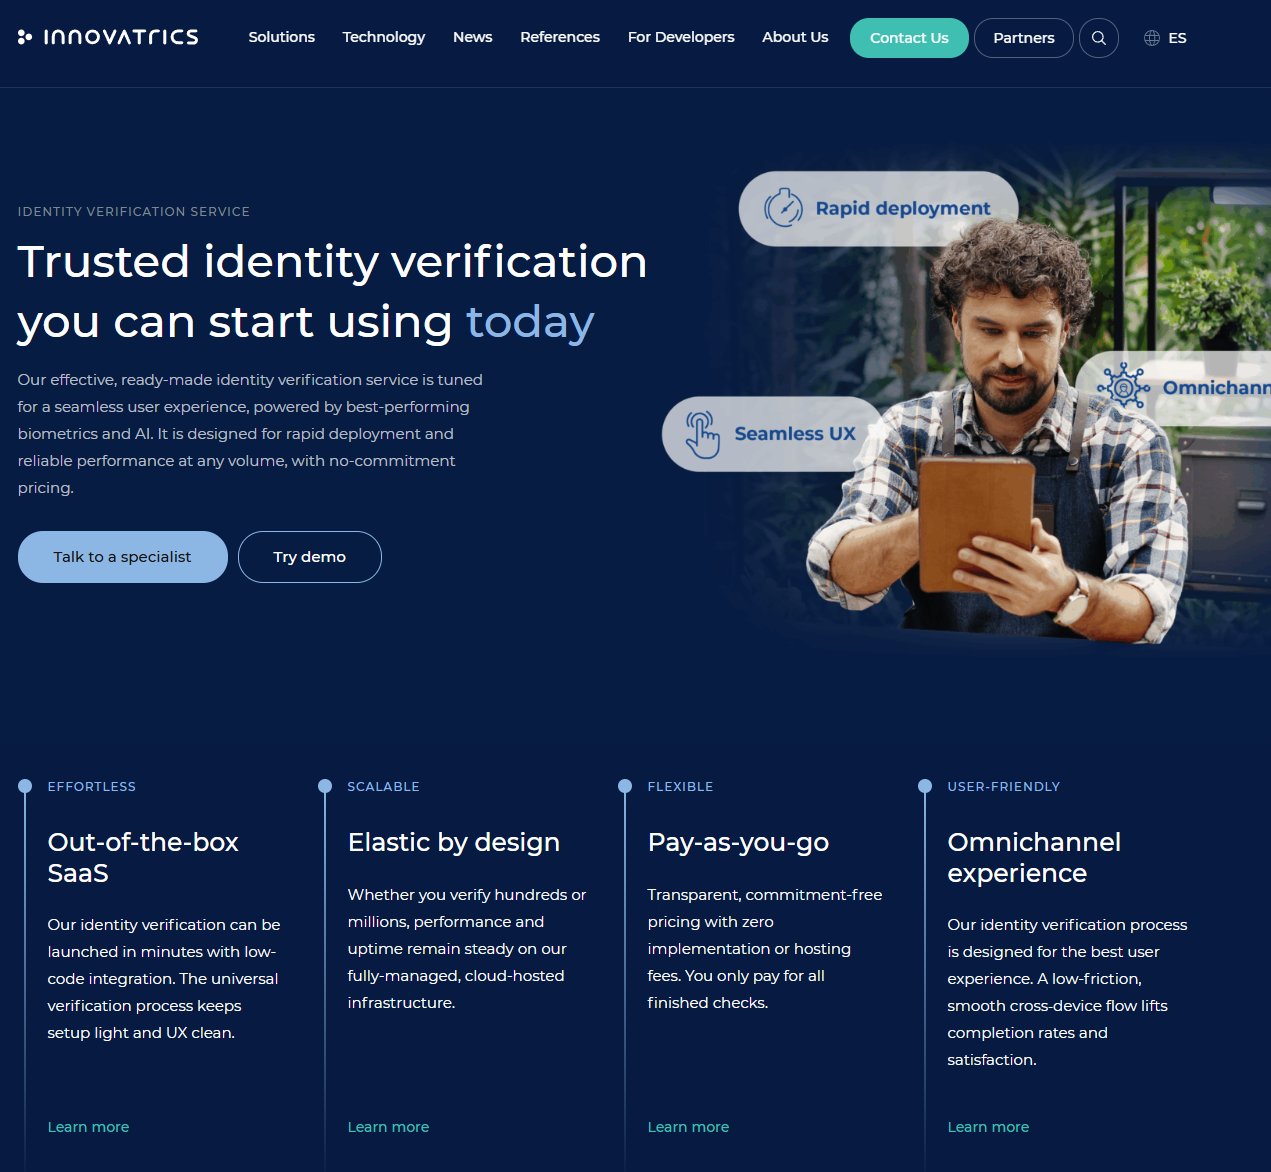 INNOVATRICS
Solutions
Technology
News
References
For Developers
About Us
Contact Us
Partners
ES
IDENTITY VERIFICATION SERVICE
Trusted identity verification
you can start using today
Our effective, ready-made identity verification service is tuned
for a seamless user experience, powered by best-performing
biometrics and AI. It is designed for rapid deployment and
reliable performance at any volume, with no-commitment
pricing.
Talk to a specialist
Try demo
Rapid deployment
Omnichann
Seamless UX
EFFORTLESS
Out-of-the-box
SaaS
Our identity verification can be
launched in minutes with low-
code integration. The universal
verification process keeps
setup light and UX clean.
Learn more
SCALABLE
Elastic by design
Whether you verify hundreds or
millions, performance and
uptime remain steady on our
fully-managed, cloud-hosted
infrastructure.
Learn more
FLEXIBLE
Pay-as-you-go
Transparent, commitment-free
pricing with zero
implementation or hosting
fees. You only pay for all
finished checks.
Learn more
USER-FRIENDLY
Omnichannel
experience
Our identity verification process
is designed for the best user
experience. A low-friction,
smooth cross-device flow lifts
completion rates and
satisfaction.
Learn more